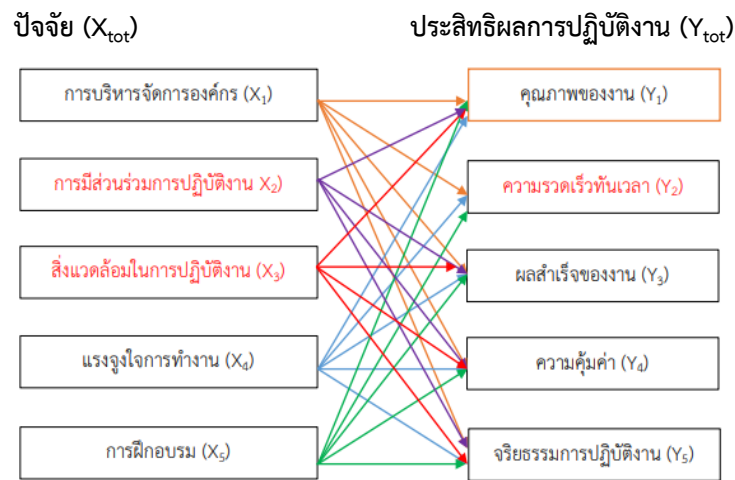 ปัจจัย (Xtot)
ประสิทธิผลการปฏิบัติงาน (Ytot)
การบริหารจัดการองค์กร (X1)
คุณภาพของงาน (Y1)
การมีส่วนร่วมการปฏิบัติงาน X2)
ความรวดเร็วทันเวลา (Y2)
สิ่งแวดล้อมในการปฏิบัติงาน (X3)
ผลสำเร็จของงาน (Y3)
แรงจูงใจการทำงาน (X4)
ความคุ้มค่า (Y4)
การฝึกอบรม (X5)
จริยธรรมการปฏิบัติงาน (Y5)